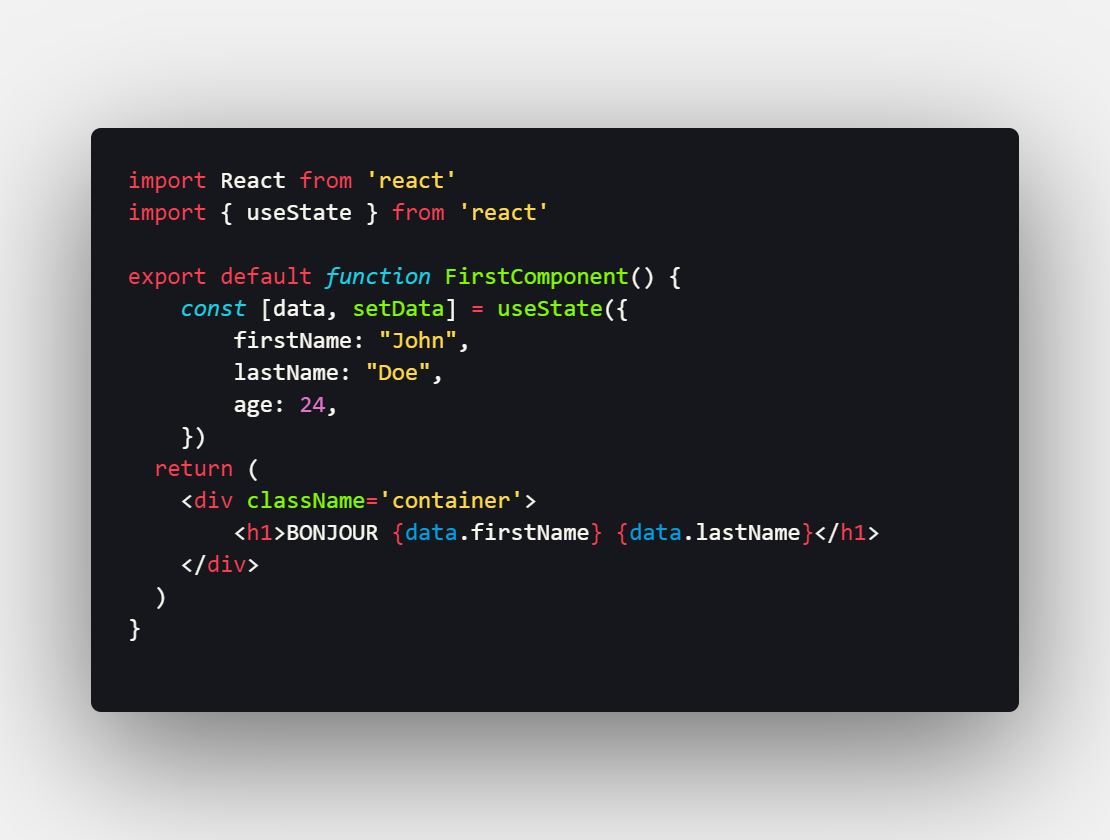 import React from 'react'
import { useState } from 'react'

export default function FirstComponent() {
    const [data, setData] = useState({
        firstName: "John",
        lastName: "Doe",
        age: 24,
    })
  return (
    <div className='container'>
        <h1>BONJOUR {data.firstName} {data.lastName}</h1>
    </div>
  )
}